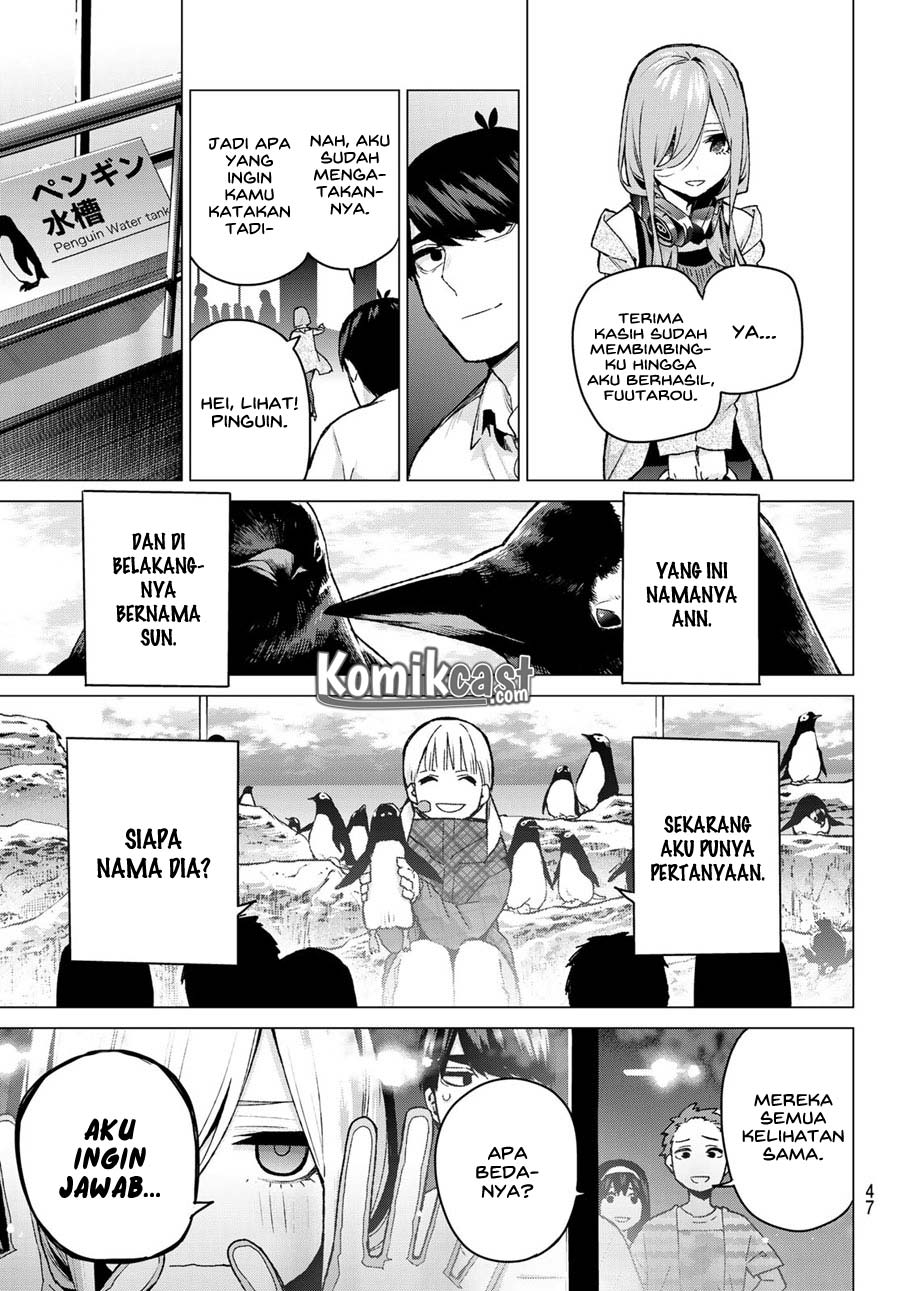 YA...
TERIMA
KASIH SUDAH
MEMBIMBING-
KU HINGGA
AKU BERHASIL,
FUUTAROU.
NAH, AKU
SUDAH
MENGA-
TAKAN-
NYA.
JADI APA
YANG
INGIN
KAMU
KATAKAN
TADI-
HEI, LIHAT!
PINGUIN.
ペンギン
水槽
Penguin Water tank
YANG INI
NAMANYA
ANN.
DAN DI
BELAKANG-
NYA
BERNAMA
SUN.
Komikcast
.com
SEKARANG
AKU PUNYA
PERTANYAAN.
SIAPA
NAMA DIA?
MEREKA
SEMUA
KELIHATAN
SAMA.
APA
BEDA-
NYA?
AKU
INGIN
JAWAB...
47